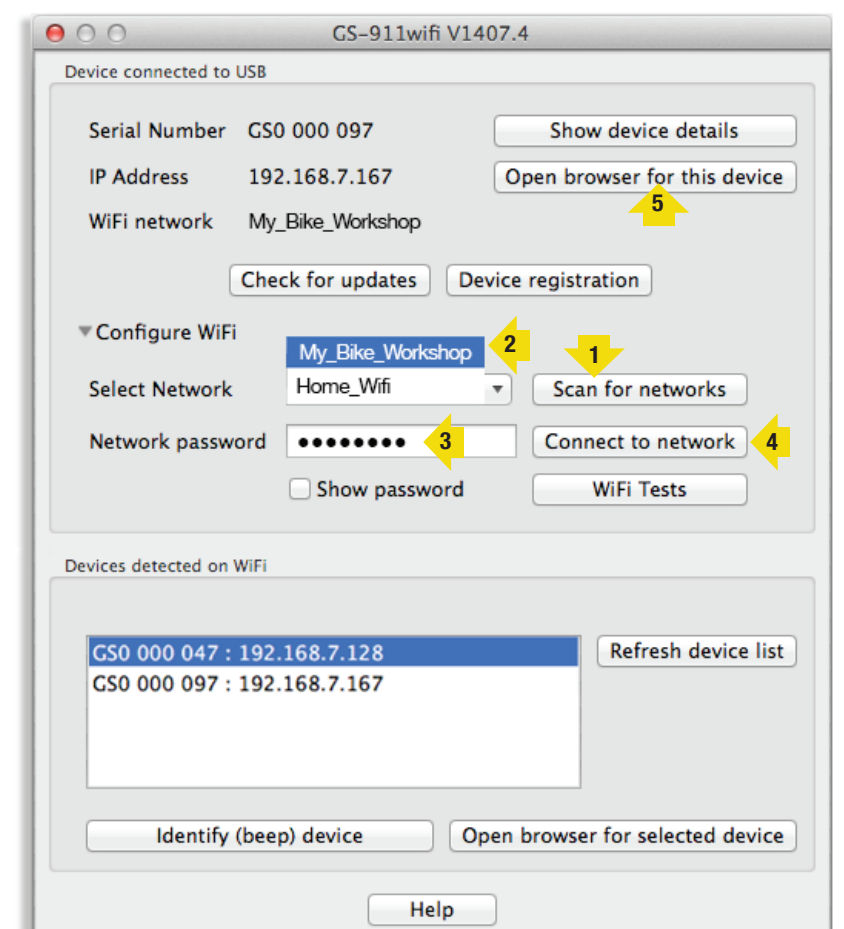 GS-911wifi V1407.4
Device connected to USB
Serial Number GS0 000 097 Show device details
IP Address 192.168.7.167 Open browser for this device
5
WiFi network My_Bike_Workshop
Check for updates Device registration
Configure WiFi
My_Bike_Workshop 2 1
Select Network Home_Wifi Scan for networks
Network password ●●●●●●●● 3 Connect to network 4
Show password WiFi Tests
Devices detected on WiFi
GS0 000 047 : 192.168.7.128 Refresh device list
GS0 000 097 : 192.168.7.167
Identify (beep) device Open browser for selected device
Help